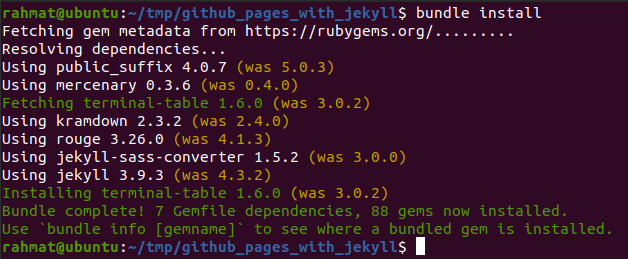 rahmat@ubuntu:~/tmp/github_pages_with_jekyll$ bundle install
Fetching gem metadata from https://rubygems.org/.........
Resolving dependencies...
Using public_suffix 4.0.7 (was 5.0.3)
Using mercenary 0.3.6 (was 0.4.0)
Fetching terminal-table 1.6.0 (was 3.0.2)
Using kramdown 2.3.2 (was 2.4.0)
Using rouge 3.26.0 (was 4.1.3)
Using jekyll-sass-converter 1.5.2 (was 3.0.0)
Using jekyll 3.9.3 (was 4.3.2)
Installing terminal-table 1.6.0 (was 3.0.2)
Bundle complete! 7 Gemfile dependencies, 88 gems now installed.
Use `bundle info [gemname]` to see where a bundled gem is installed.
rahmat@ubuntu:~/tmp/github_pages_with_jekyll$